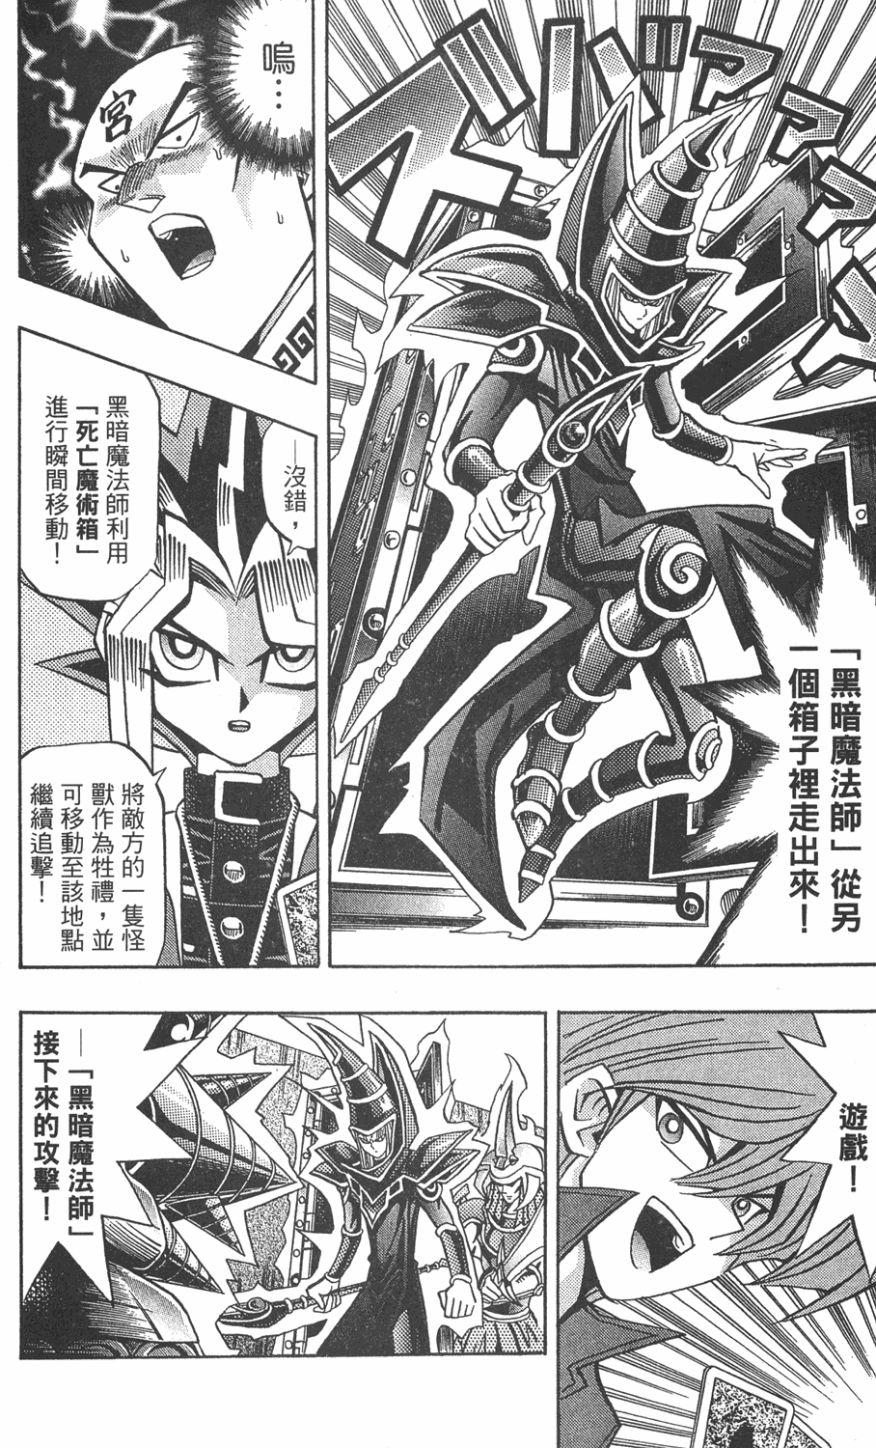 ズバァァァァン
「黑暗魔法師」從另
一個箱子裡走出來！
嗚…
宮
—沒錯，
黑暗魔法師利用
「死亡魔術箱」
進行瞬間移動！
將敵方的一隻怪
獸作為牲禮，並
可移動至該地點
繼續追擊！
遊戲！
—「黑暗魔法師」
接下來的攻擊！